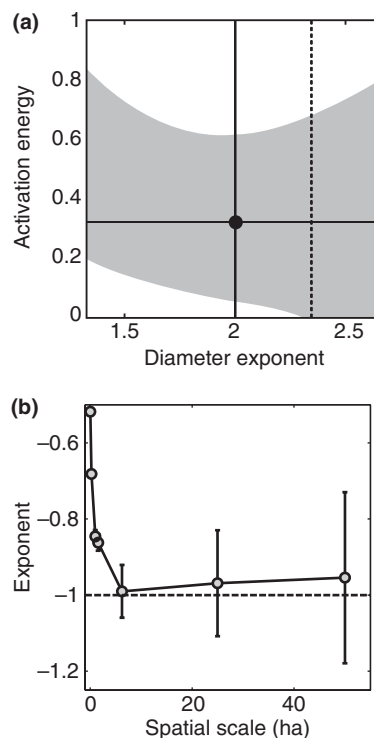 (a)
1
0.8
0.6
0.4
0.2
0
Activation energy
1.5
2
2.5
Diameter exponent
(b)
−0.6
−0.8
−1
−1.2
Exponent
0
20
40
Spatial scale (ha)